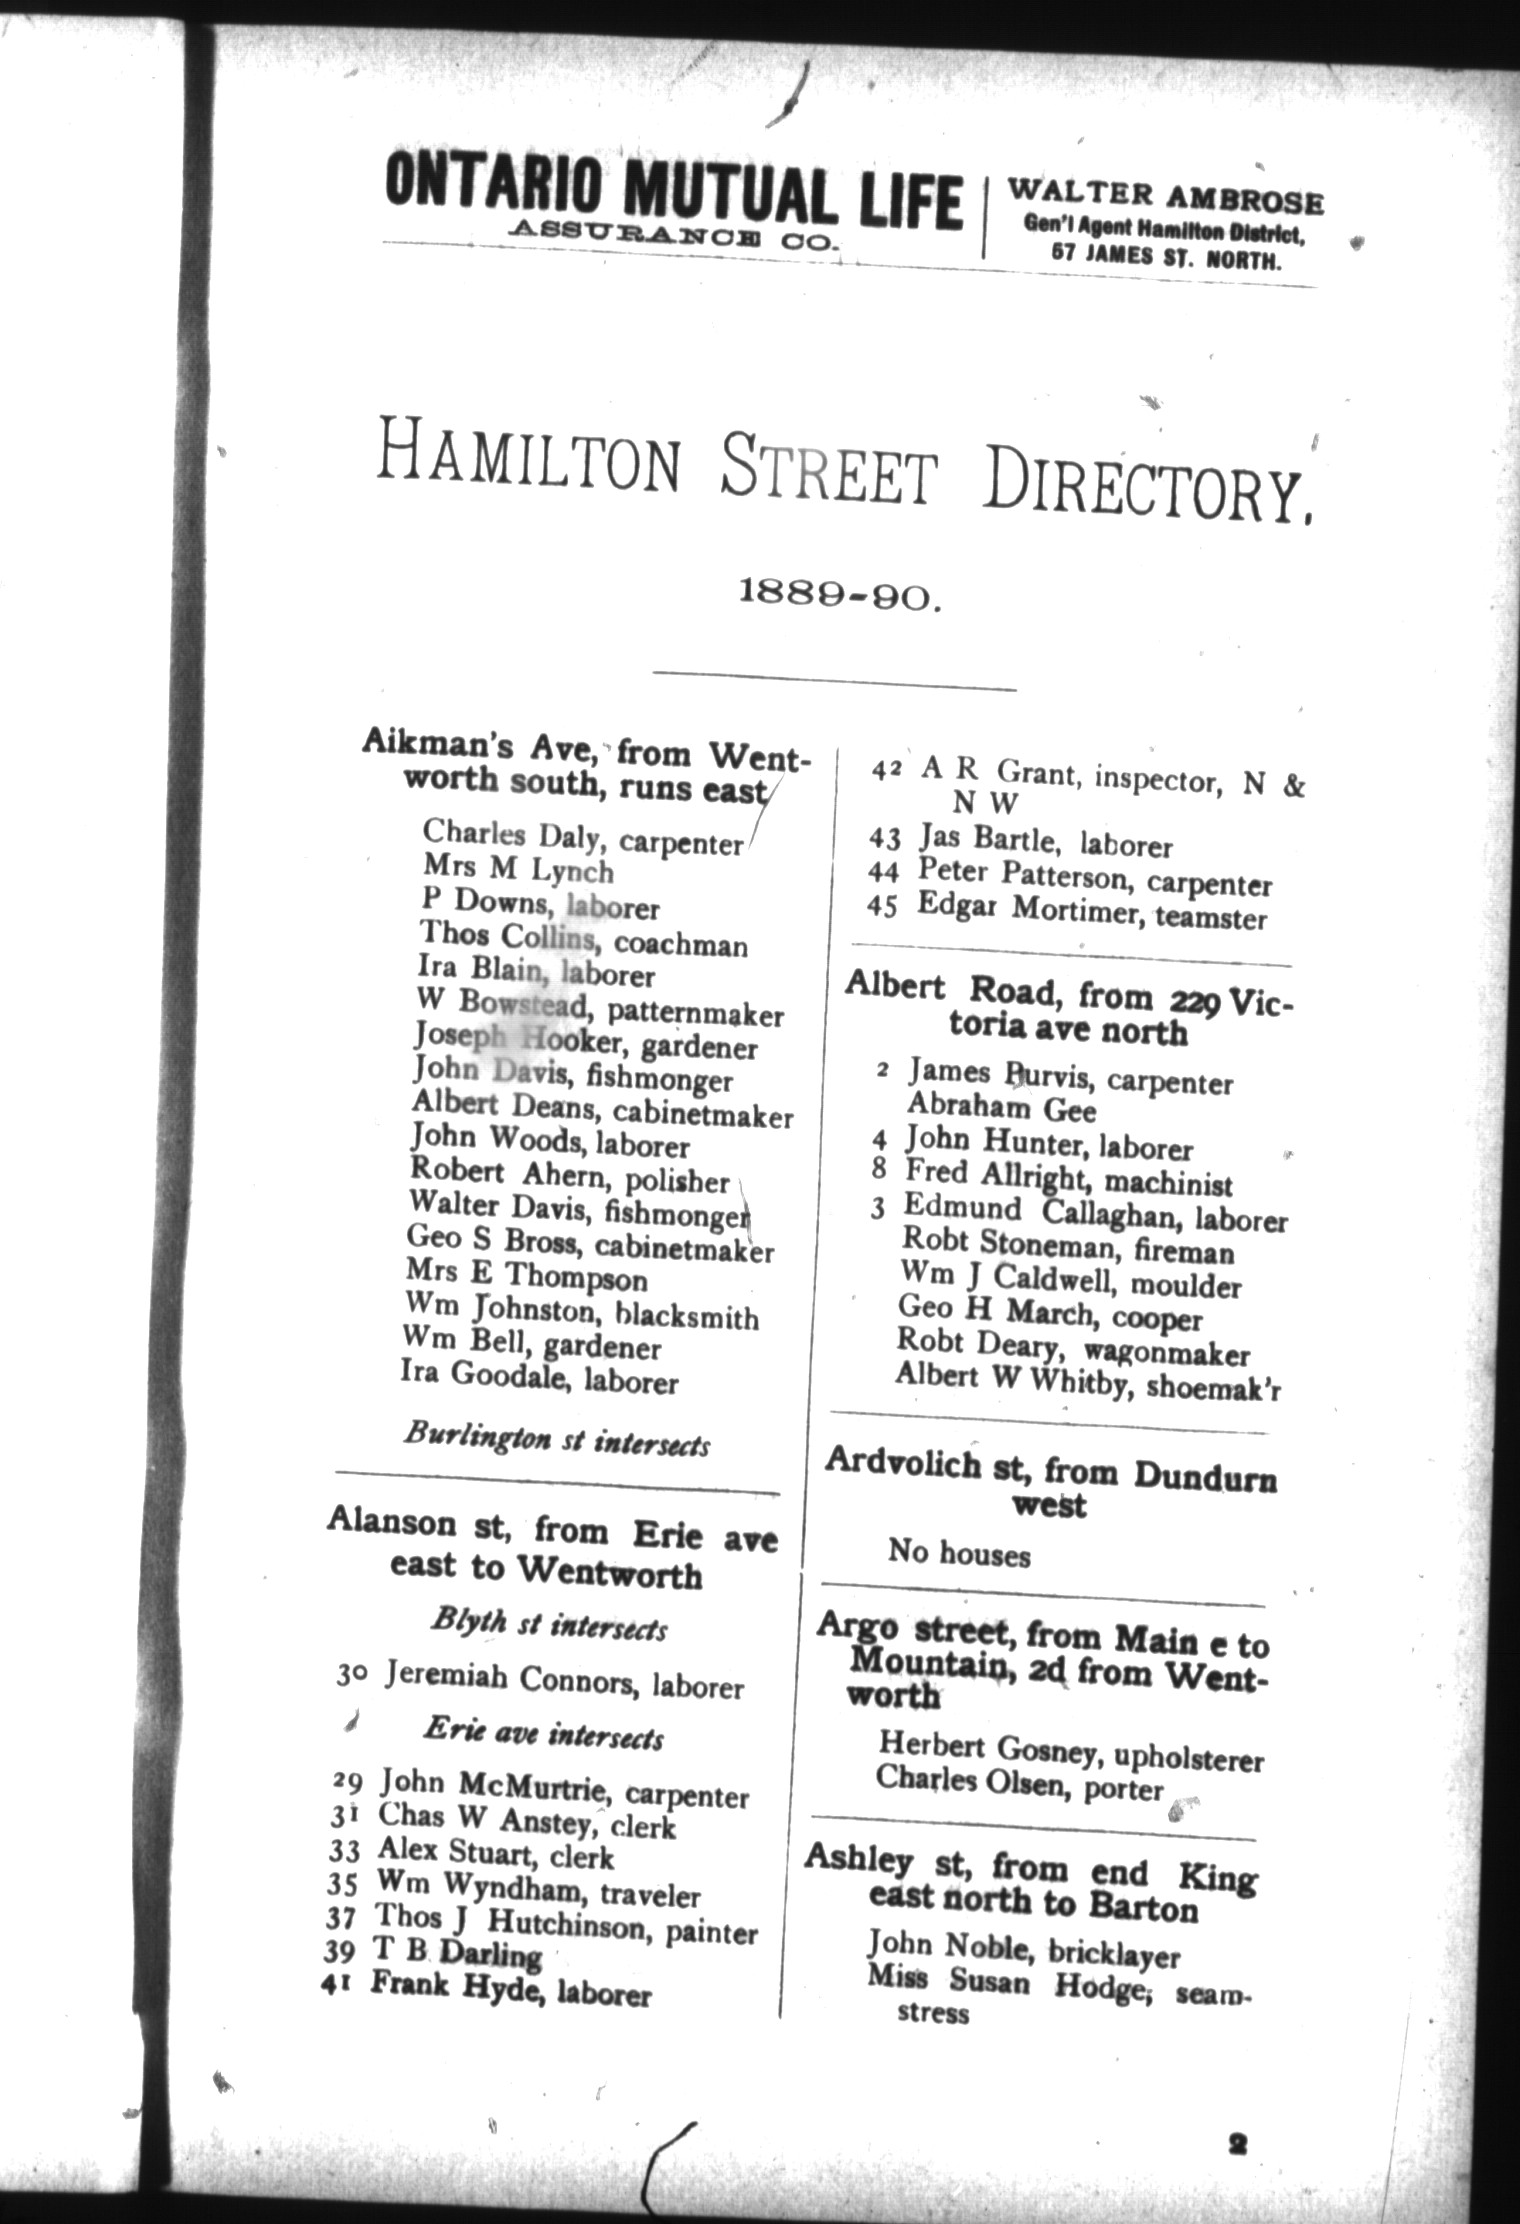 ONTARIO MUTUAL LIFE
ASSURANCE CO.
WALTER AMBROSE
Gen'l Agent Hamilton District,
57 JAMES ST. NORTH.
HAMILTON STREET DIRECTORY.
1889-90.
Aikman's Ave, from Went-
worth south, runs east
Charles Daly, carpenter
Mrs M Lynch
P Downs, laborer
Thos Collins, coachman
Ira Blain, laborer
W Bowstead, patternmaker
Joseph Hooker, gardener
John Davis, fishmonger
Albert Deans, cabinetmaker
John Woods, laborer
Robert Ahern, polisher
Walter Davis, fishmonger
Geo S Bross, cabinetmaker
Mrs E Thompson
Wm Johnston, blacksmith
Wm Bell, gardener
Ira Goodale, laborer
Burlington st intersects
Alanson st, from Erie ave
east to Wentworth
Blyth st intersects
30 Jeremiah Connors, laborer
Erie ave intersects
29 John McMurtrie, carpenter
31 Chas W Anstey, clerk
33 Alex Stuart, clerk
35 Wm Wyndham, traveler
37 Thos J Hutchinson, painter
39 T B Darling
41 Frank Hyde, laborer
42 A R Grant, inspector, N &
N W
43 Jas Bartle, laborer
44 Peter Patterson, carpenter
45 Edgar Mortimer, teamster
Albert Road, from 229 Vic-
toria ave north
2 James Purvis, carpenter
Abraham Gee
4 John Hunter, laborer
8 Fred Allright, machinist
3 Edmund Callaghan, laborer
Robt Stoneman, fireman
Wm J Caldwell, moulder
Geo H March, cooper
Robt Deary, wagonmaker
Albert W Whitby, shoemak'r
Ardvolich st, from Dundurn
west
No houses
Argo street, from Main e to
Mountain, 2d from Went-
worth
Herbert Gosney, upholsterer
Charles Olsen, porter
Ashley st, from end King
east north to Barton
John Noble, bricklayer
Miss Susan Hodge, seam-
stress
2